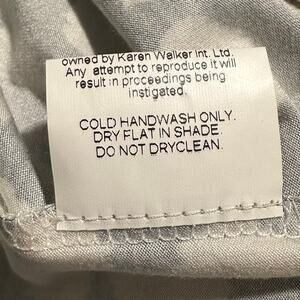 owned by Karen Walker Int. Ltd.
Any attempt to reproduce it will
result in proceedings being
instigated.
COLD HANDWASH ONLY.
DRY FLAT IN SHADE.
DO NOT DRYCLEAN.